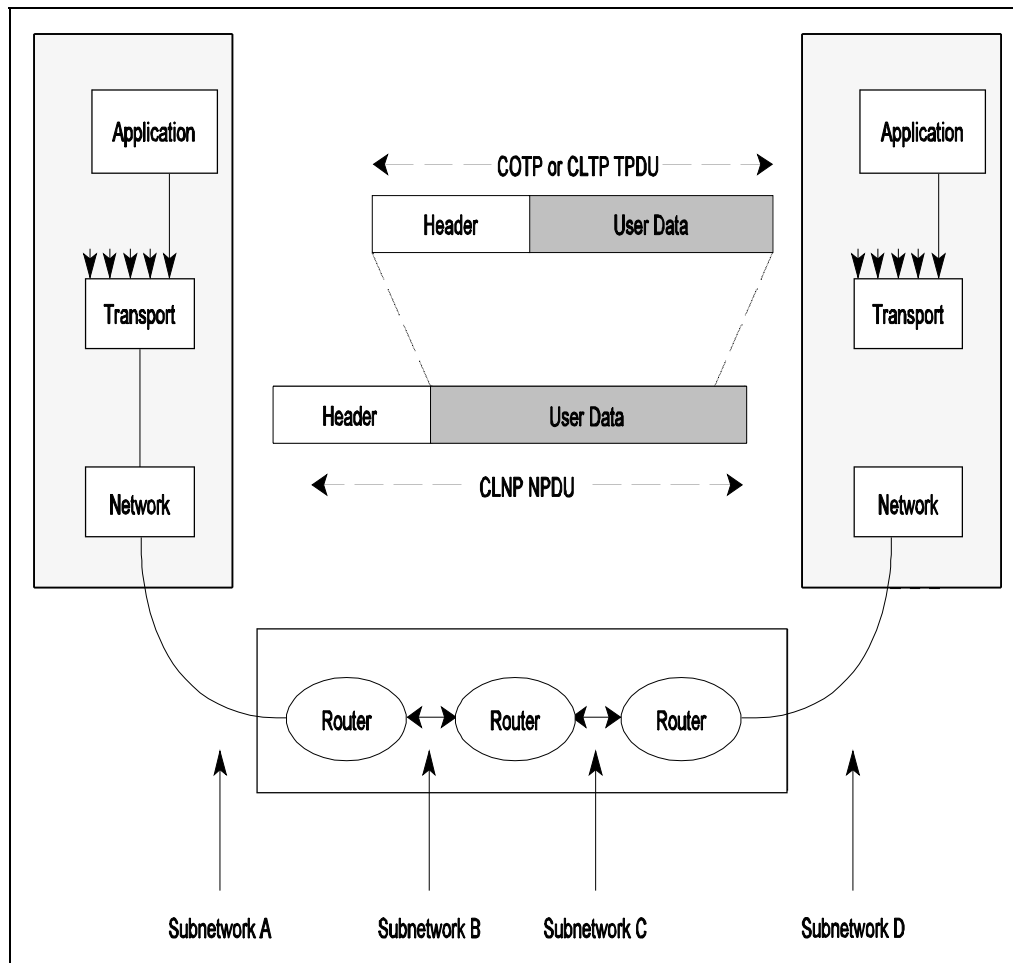 Application
Application
COTP or CLTP TPDU
Header
User Data
Transport
Transport
Header
User Data
CLNP NPDU
Network
Network
Router
Router
Router
Subnetwork A
Subnetwork B
Subnetwork C
Subnetwork D